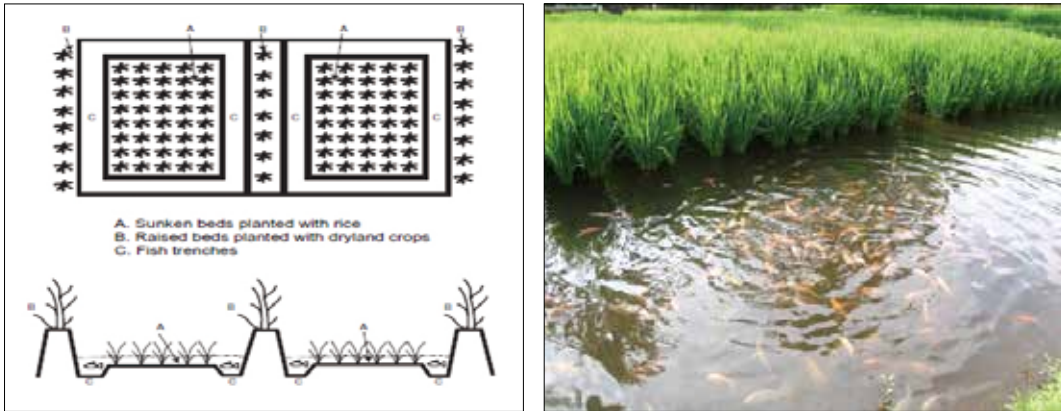 B A B A B
C C C C
A. Sunken beds planted with rice
B. Raised beds planted with dryland crops
C. Fish trenches
B B B
A A
C C C C